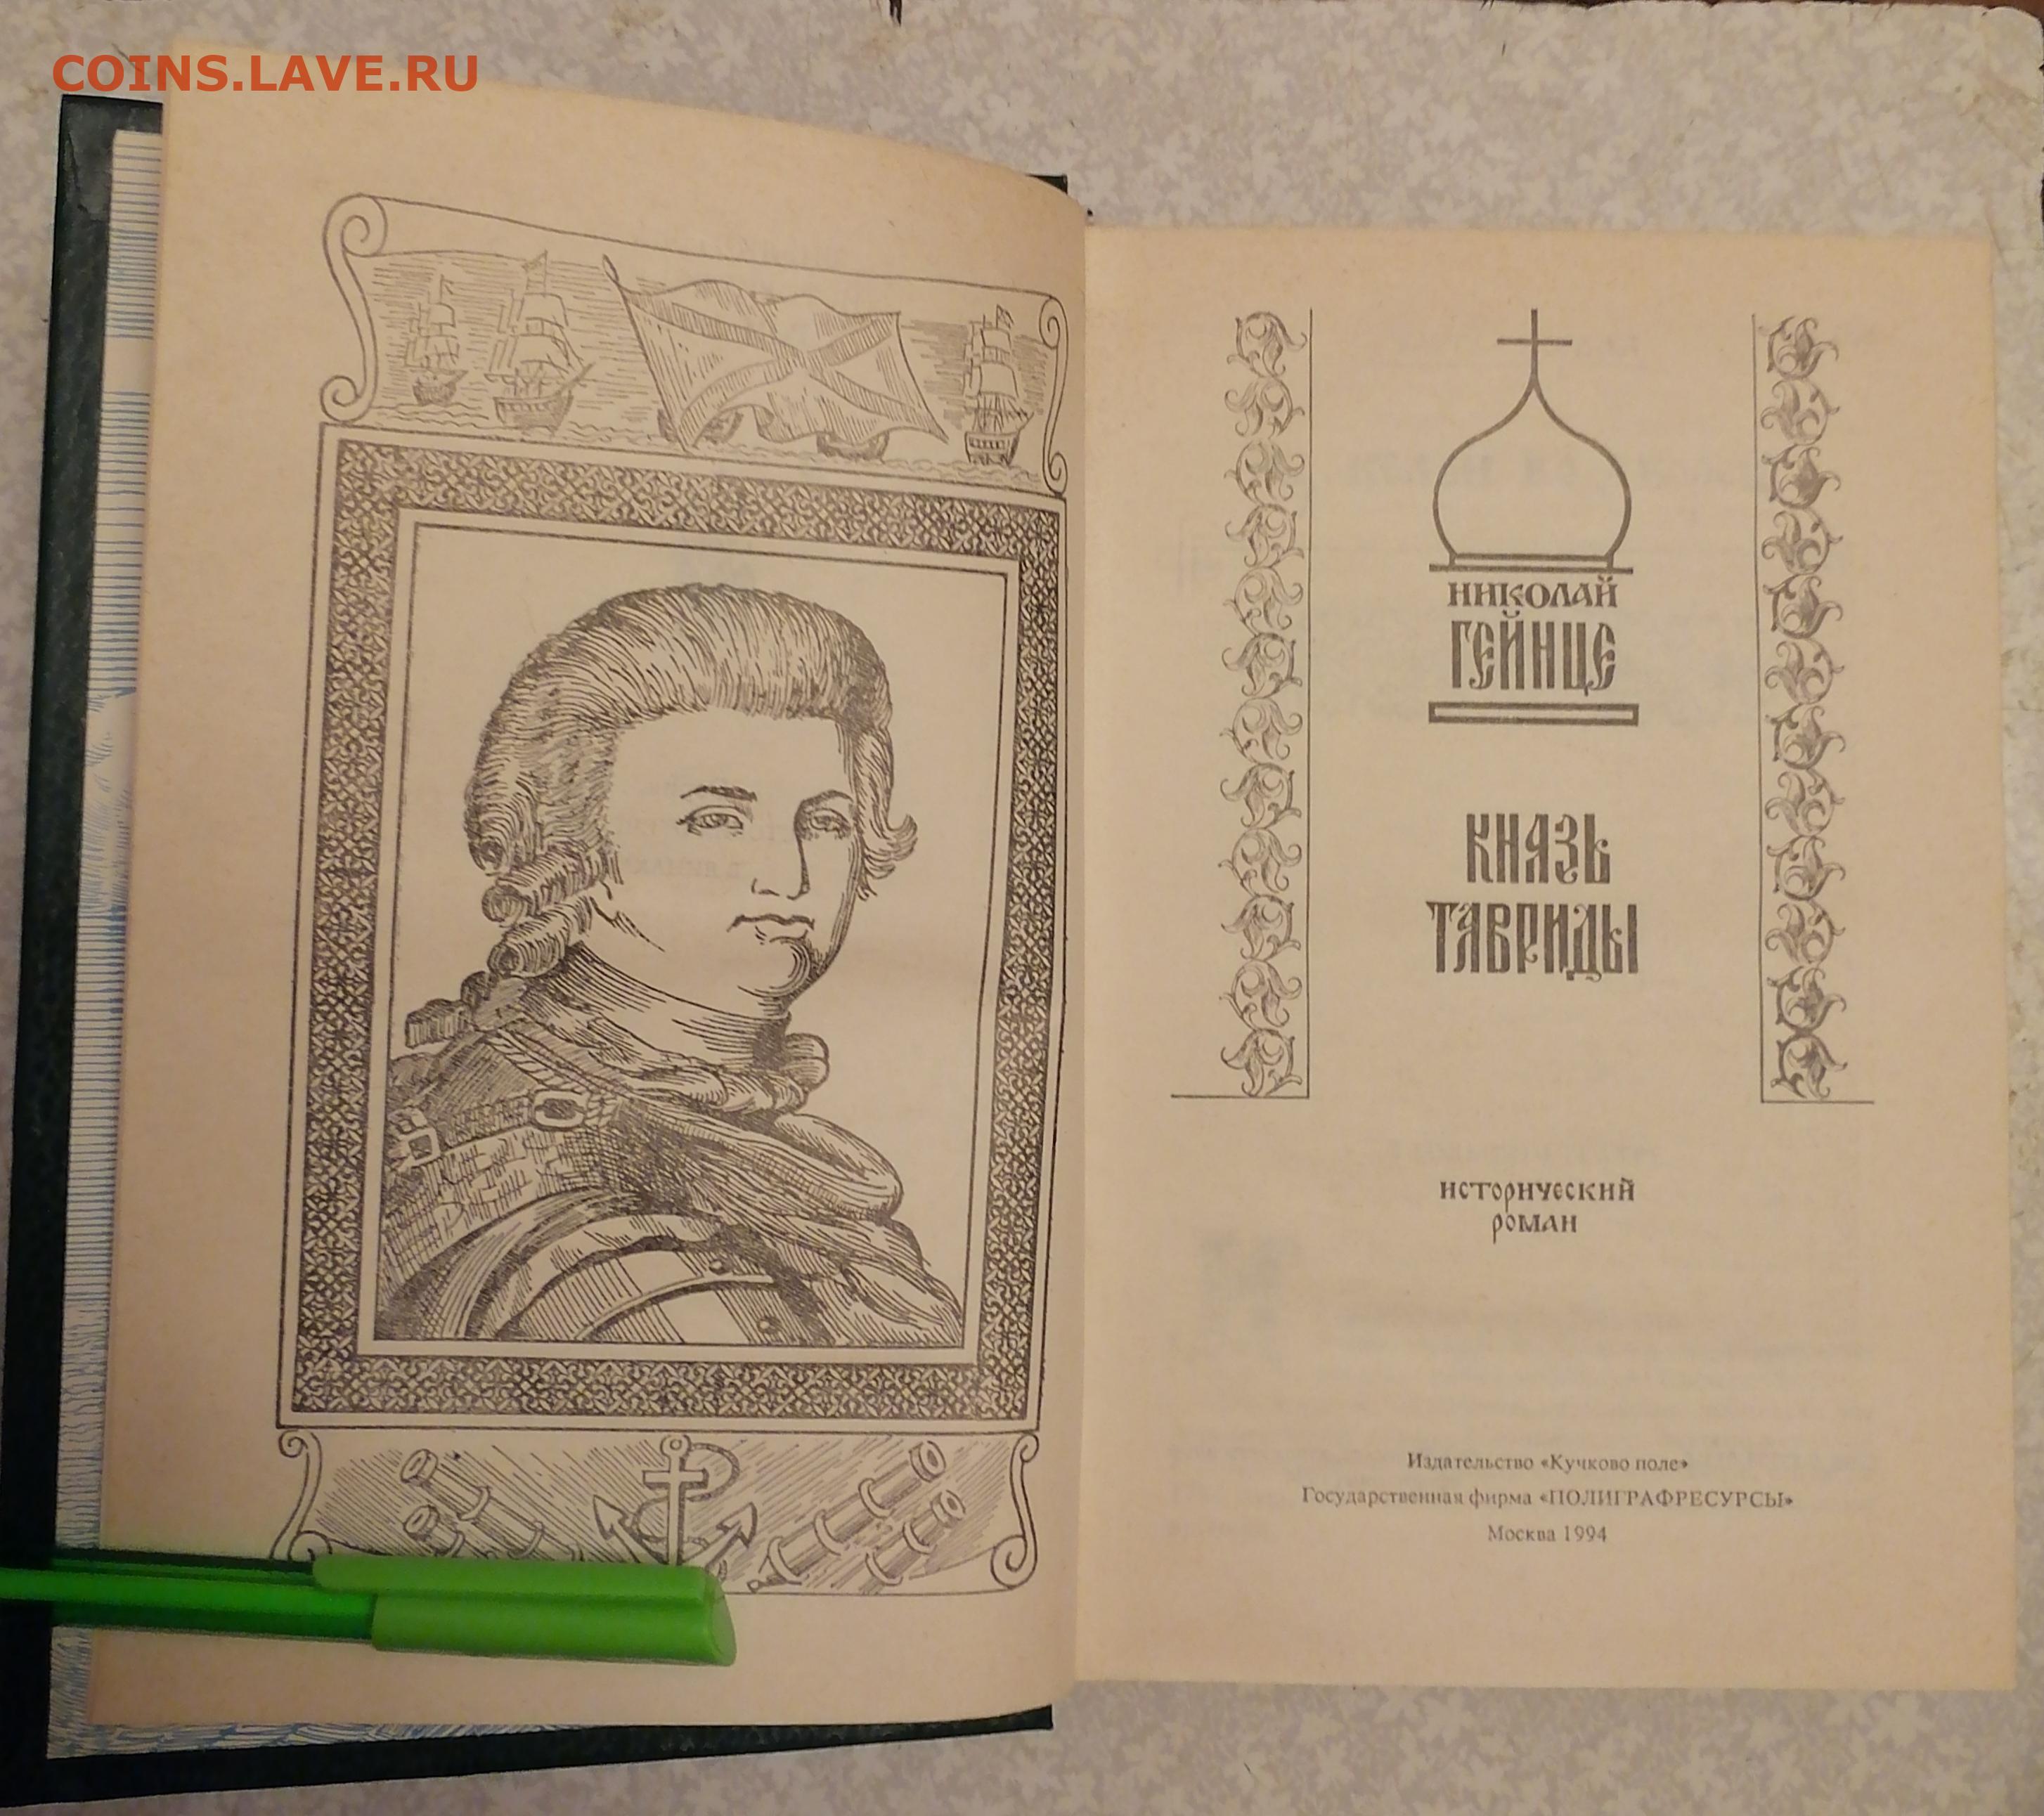 COINS.LAVE.RU
НИКОЛАЙ
ГЕЙНЦЕ
КНЯЗЬ
ТАВРИДЫ
ИСТОРИЧЕСКИЙ
РОМАН
Издательство «Кучково поле»
Государственная фирма «ПОЛИГРАФРЕСУРСЫ»
Москва 1994